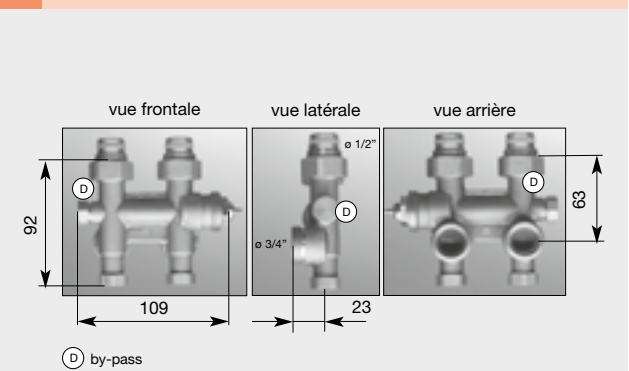 vue frontale
vue latérale
vue arrière
ø 1/2”
D
D
D
92
63
ø 3/4”
109
23
D by-pass